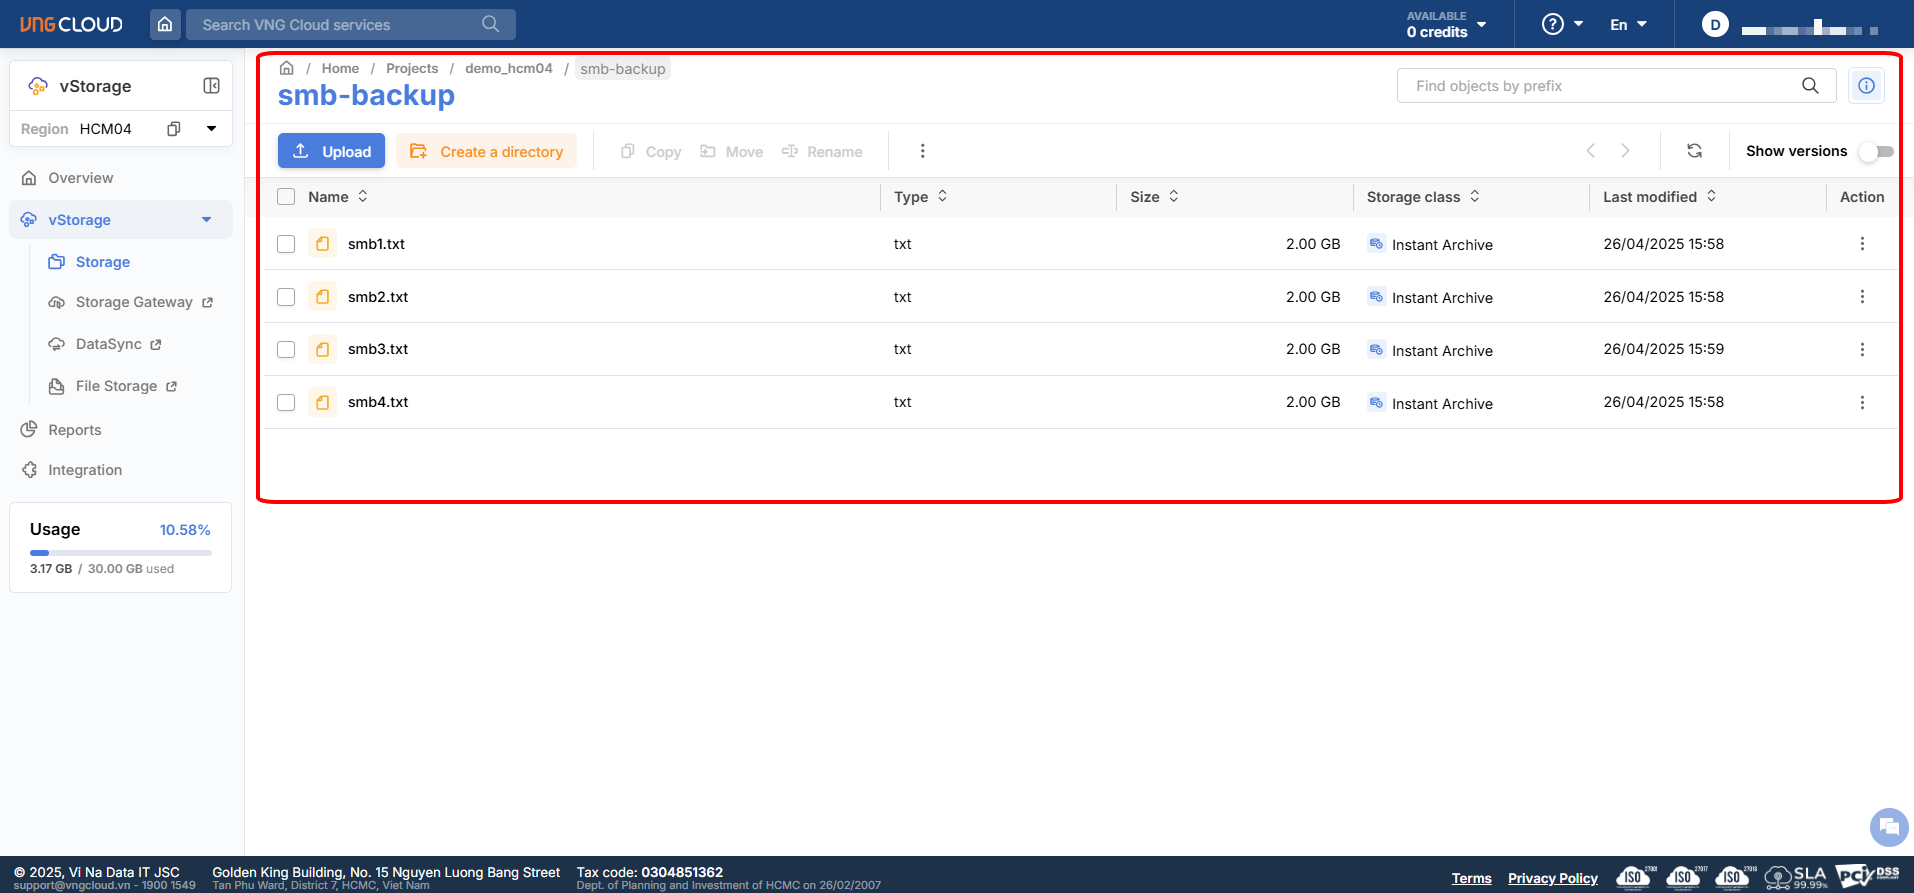 VNG CLOUD
Search VNG Cloud services
AVAILABLE
0 credits
?
En
D
vStorage
Region HCM04
Overview
vStorage
Storage
Storage Gateway
DataSync
File Storage
Reports
Integration
Usage 10.58%
3.17 GB / 30.00 GB used
/ Home / Projects / demo_hcm04 / smb-backup
smb-backup
Find objects by prefix
Upload Create a directory Copy Move Rename Show versions
Name Type Size Storage class Last modified Action
smb1.txt txt 2.00 GB Instant Archive 26/04/2025 15:58
smb2.txt txt 2.00 GB Instant Archive 26/04/2025 15:58
smb3.txt txt 2.00 GB Instant Archive 26/04/2025 15:59
smb4.txt txt 2.00 GB Instant Archive 26/04/2025 15:58
© 2025, Vi Na Data IT JSC
support@vngcloud.vn - 1900 1549
Golden King Building, No. 15 Nguyen Luong Bang Street
Tan Phu Ward, District 7, HCMC, Viet Nam
Tax code: 0304851362
Dept. of Planning and Investment of HCMC on 26/02/2007
Terms Privacy Policy
ISO 27001
ISO 27017
ISO 27018
SLA
99.99%
PCI DSS